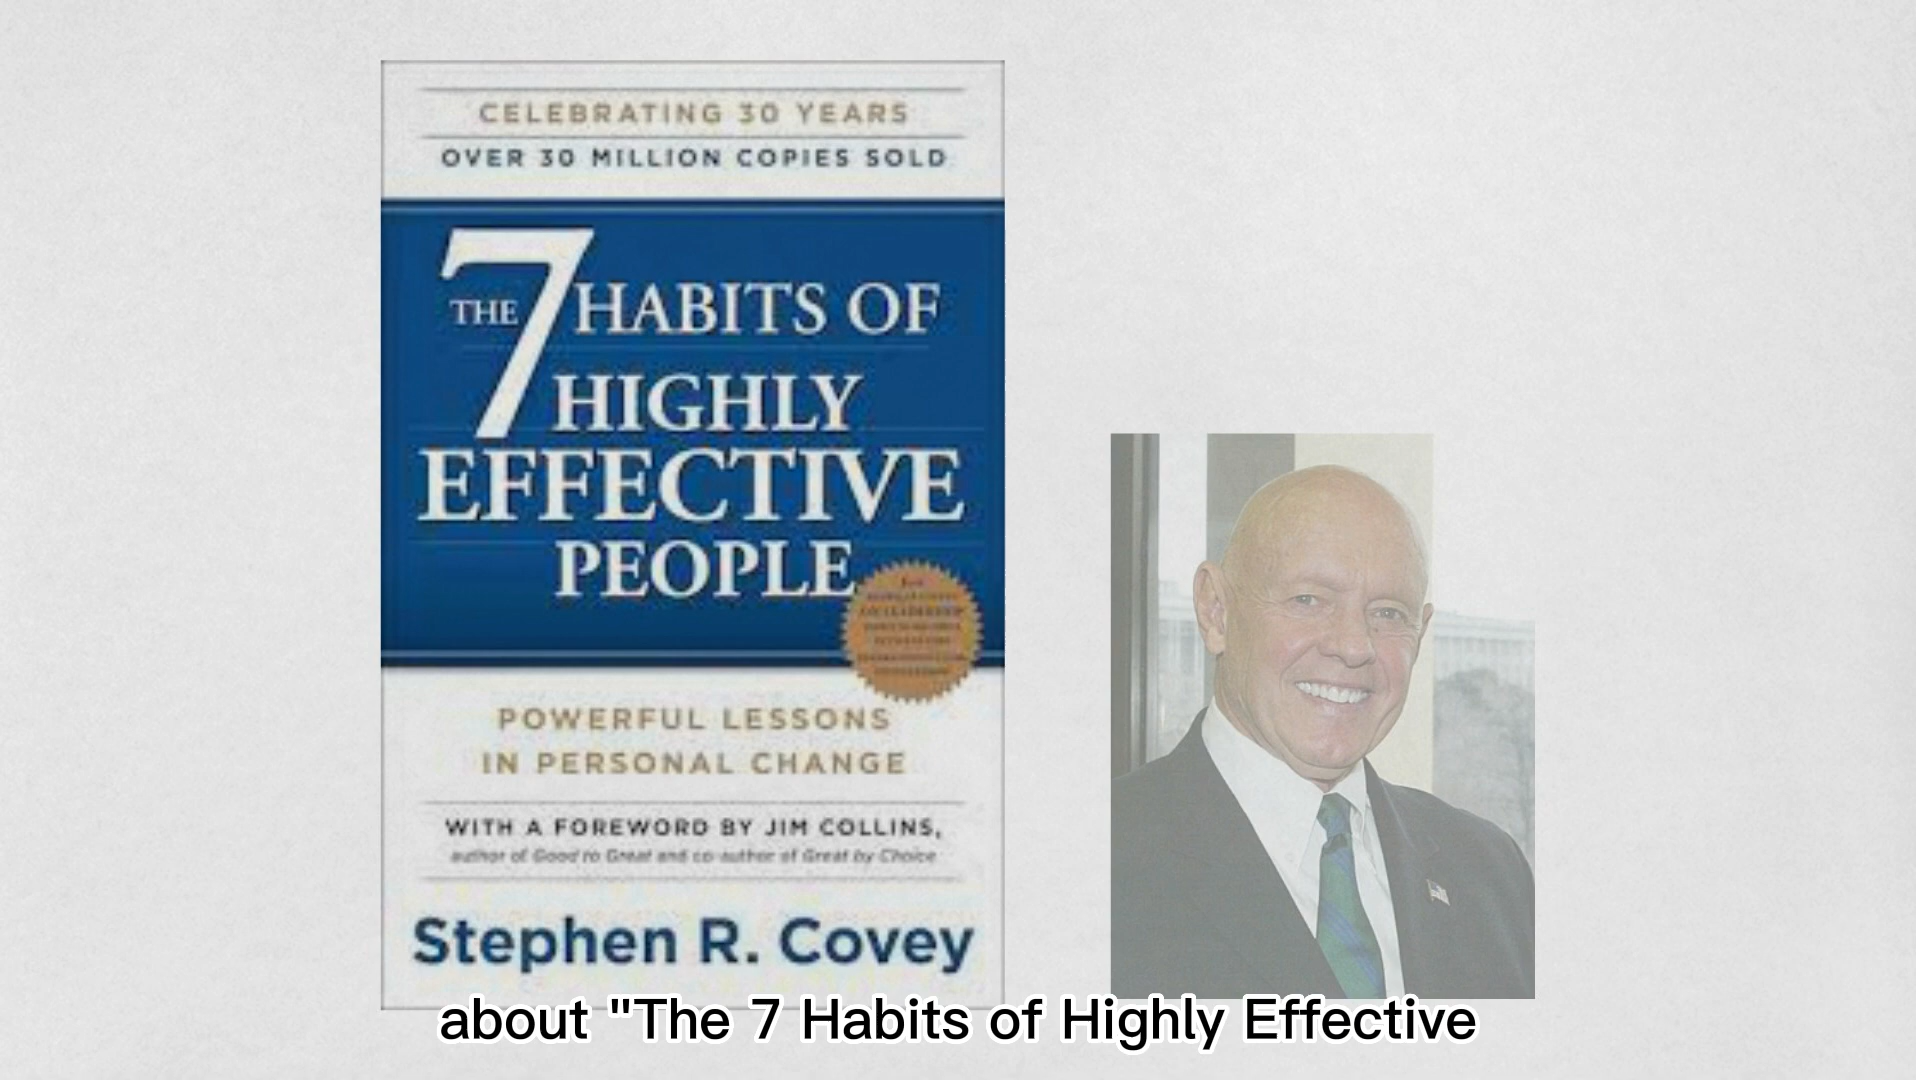 CELEBRATING 30 YEARS
OVER 30 MILLION COPIES SOLD
THE 7 HABITS OF
HIGHLY
EFFECTIVE
PEOPLE
POWERFUL LESSONS
IN PERSONAL CHANGE
WITH A FOREWORD BY JIM COLLINS,
author of Good to Great and co-author of Great by Choice
Stephen R. Covey
about "The 7 Habits of Highly Effective